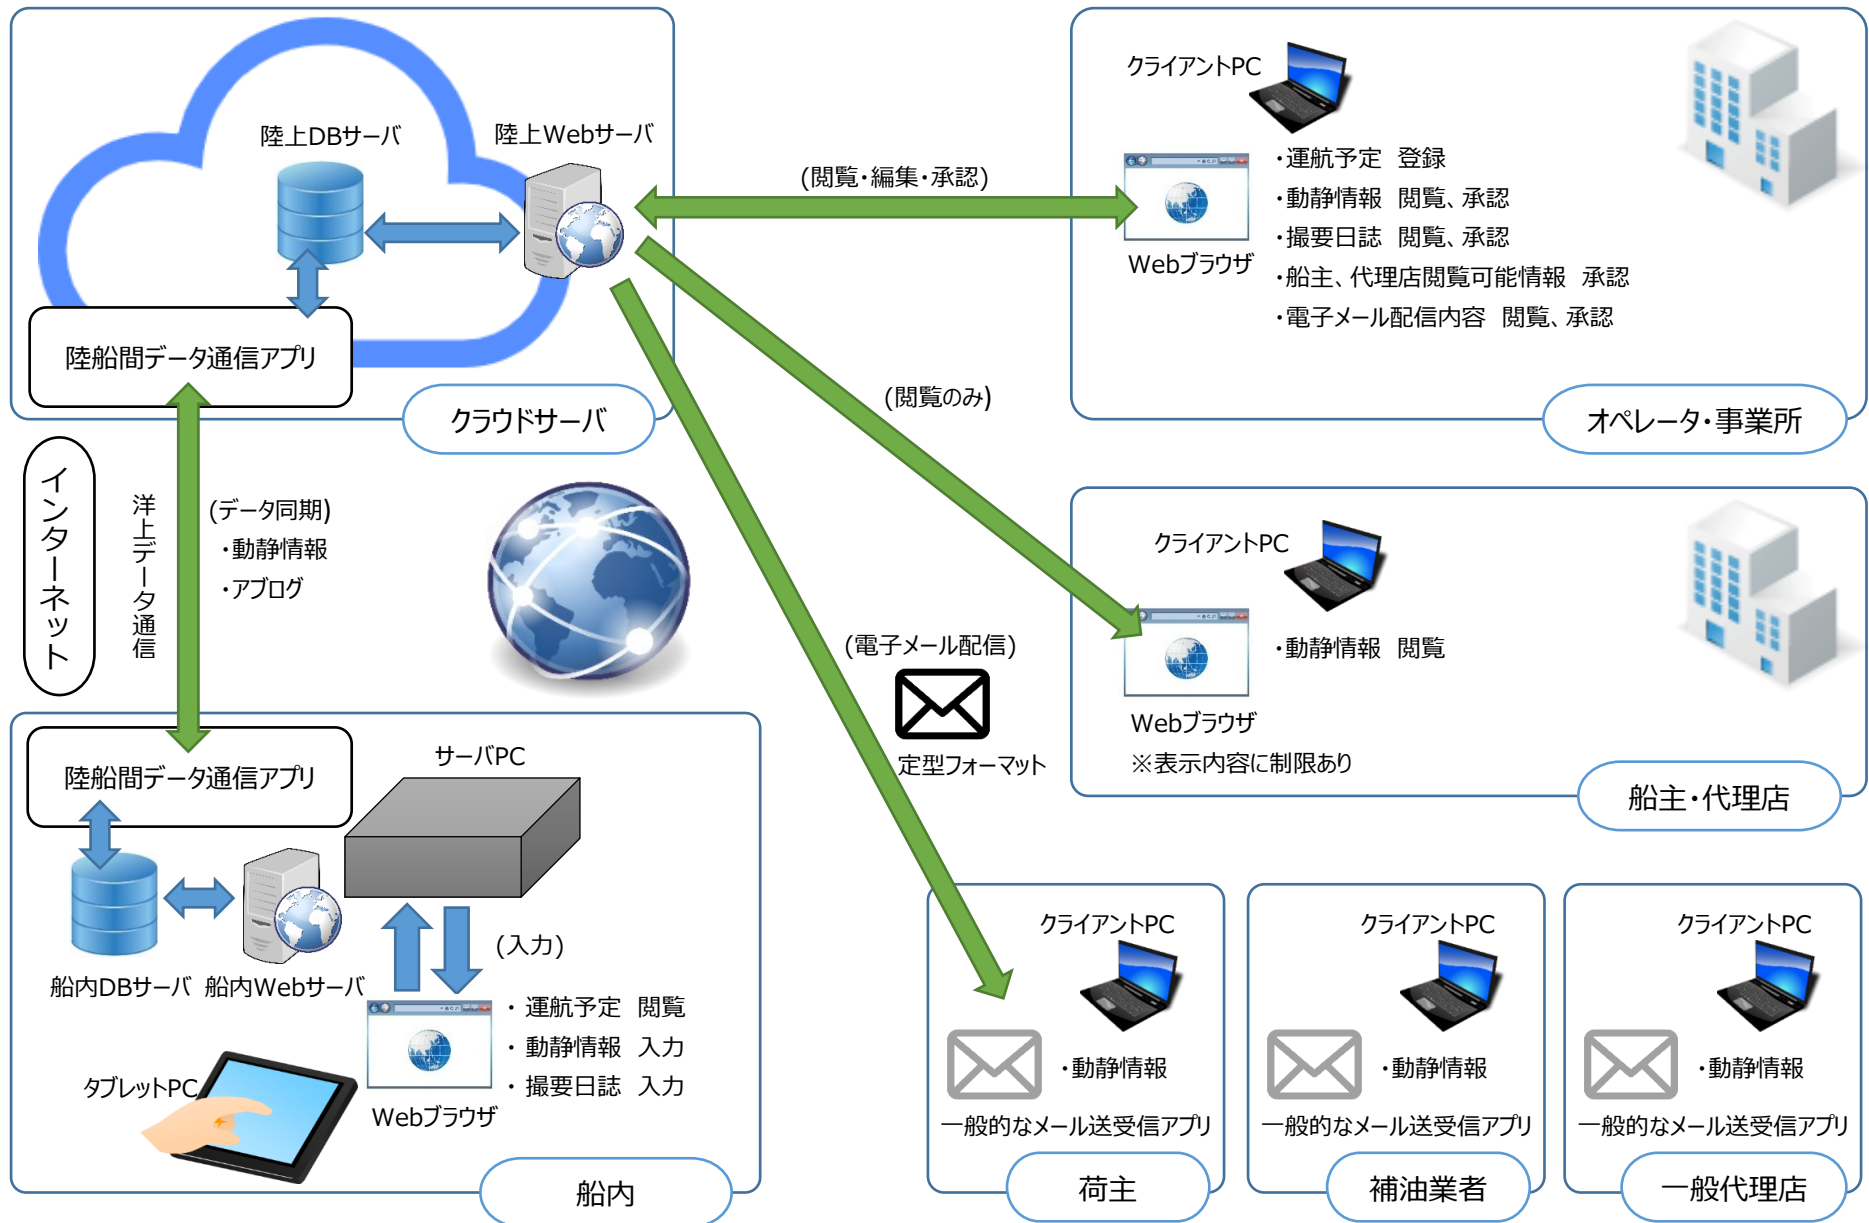 陸上DBサーバ
陸上Webサーバ
陸船間データ通信アプリ
クラウドサーバ
(閲覧・編集・承認)
クライアントPC
Webブラウザ
・運航予定 登録
・動静情報 閲覧、承認
・撮要日誌 閲覧、承認
・船主、代理店閲覧可能情報 承認
・電子メール配信内容 閲覧、承認
オペレータ・事業所
(閲覧のみ)
インターネット
洋上データ通信
(データ同期)
・動静情報
・アブログ
クライアントPC
・動静情報 閲覧
Webブラウザ
※表示内容に制限あり
船主・代理店
(電子メール配信)
定型フォーマット
陸船間データ通信アプリ
サーバPC
船内DBサーバ
船内Webサーバ
(入力)
・ 運航予定 閲覧
・ 動静情報 入力
・ 撮要日誌 入力
Webブラウザ
タブレットPC
船内
クライアントPC
・動静情報
一般的なメール送受信アプリ
荷主
クライアントPC
・動静情報
一般的なメール送受信アプリ
補油業者
クライアントPC
・動静情報
一般的なメール送受信アプリ
一般代理店